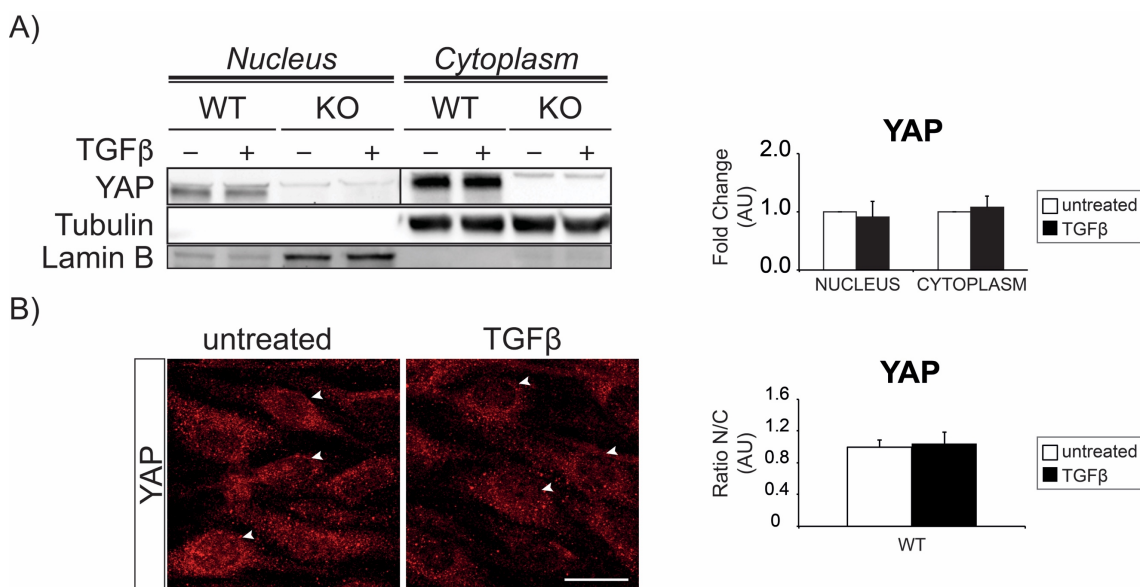 A)
Nucleus Cytoplasm
WT KO WT KO
TGFβ − + − + − + − +
YAP
Tubulin
Lamin B
YAP
Fold Change
(AU)
2.0
1.0
0.0
NUCLEUS CYTOPLASM
untreated
TGFβ
B)
untreated TGFβ
YAP
YAP
Ratio N/C
(AU)
1.6
1.2
0.8
0.4
0
WT
untreated
TGFβ